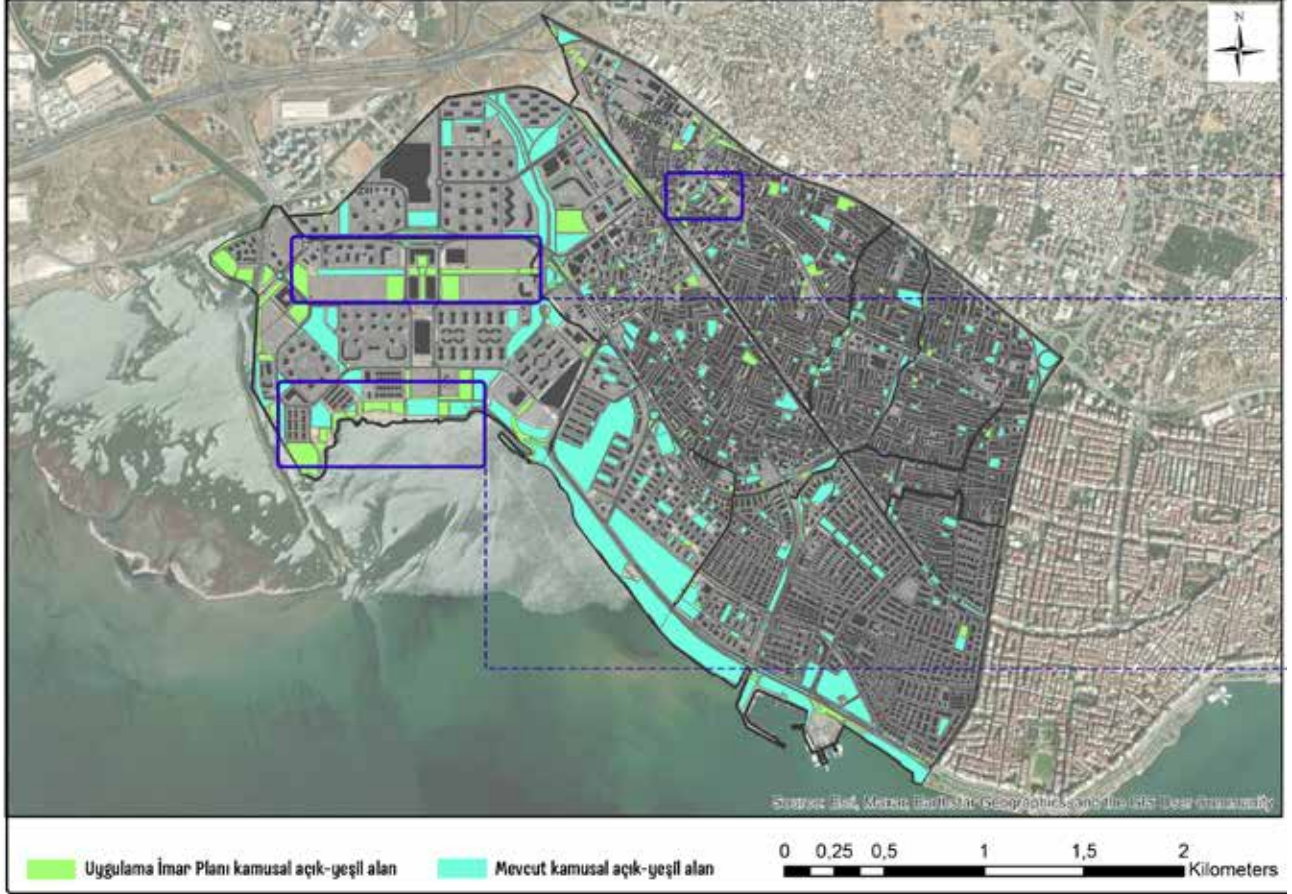 N
Source: Esri, Maxar, Earthstar Geographics, and the GIS User Community
Uygulama İmar Planı kamusal açık-yeşil alan
Mevcut kamusal açık-yeşil alan
0 0,25 0,5 1 1,5 2
Kilometers